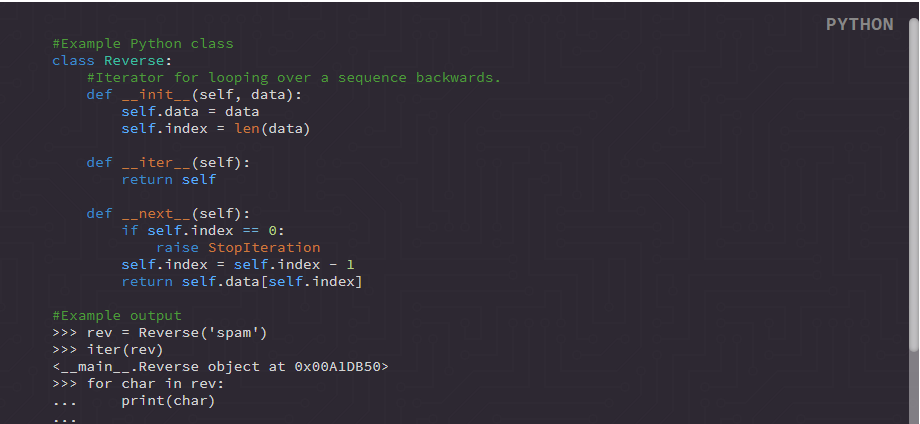 PYTHON
#Example Python class
class Reverse:
    #Iterator for looping over a sequence backwards.
    def __init__(self, data):
        self.data = data
        self.index = len(data)

    def __iter__(self):
        return self

    def __next__(self):
        if self.index == 0:
            raise StopIteration
        self.index = self.index - 1
        return self.data[self.index]

#Example output
>>> rev = Reverse('spam')
>>> iter(rev)
<__main__.Reverse object at 0x00A1DB50>
>>> for char in rev:
...     print(char)
...